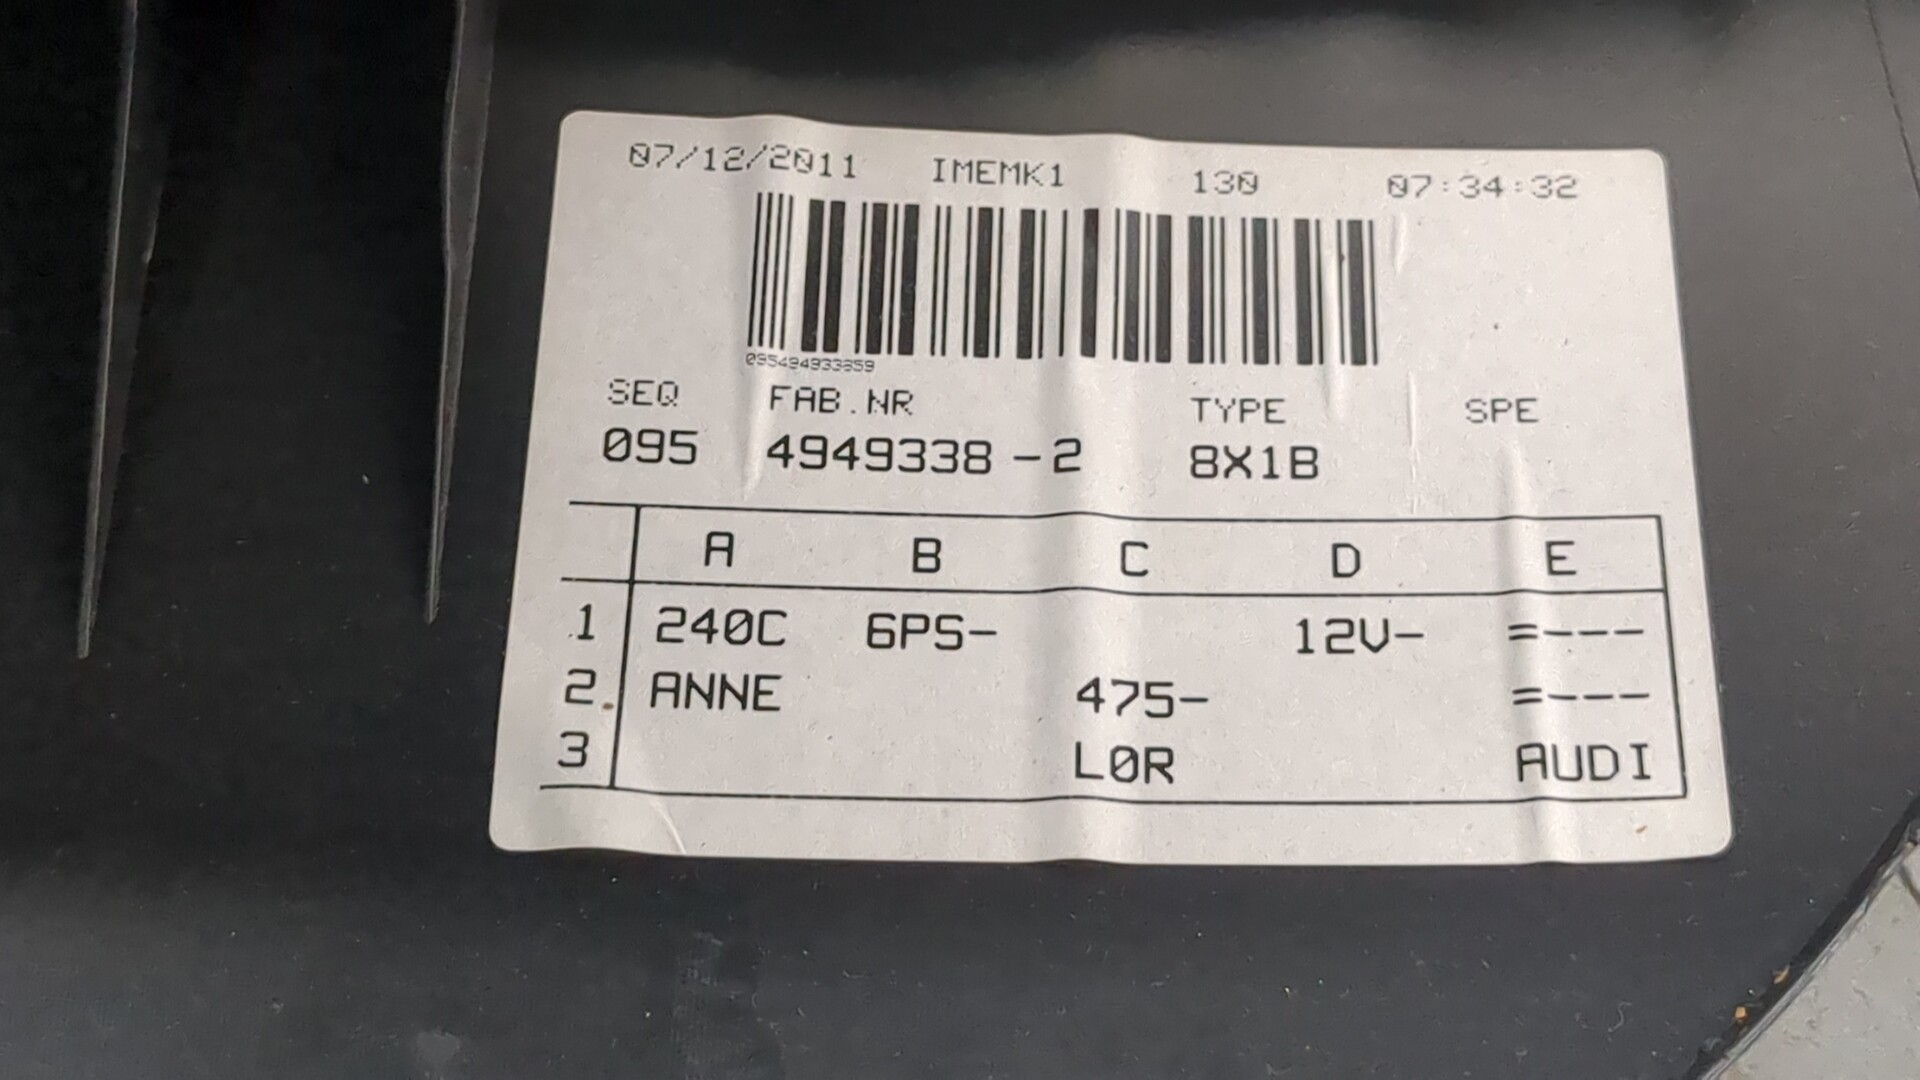 07/12/2011 IMEMK1 130 07:34:32
095494933859
SEQ FAB.NR TYPE SPE
095 4949338-2 8X1B
A B C D E
1 240C 6PS- 12V- =---
2 ANNE 475- =---
3 L0R AUDI